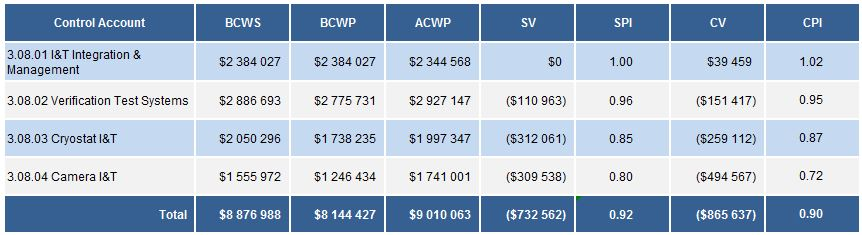 Control Account BCWS BCWP ACWP SV SPI CV CPI
3.08.01 I&T Integration &
Management $2 384 027 $2 384 027 $2 344 568 $0 1.00 $39 459 1.02
3.08.02 Verification Test Systems $2 886 693 $2 775 731 $2 927 147 ($110 963) 0.96 ($151 417) 0.95
3.08.03 Cryostat I&T $2 050 296 $1 738 235 $1 997 347 ($312 061) 0.85 ($259 112) 0.87
3.08.04 Camera I&T $1 555 972 $1 246 434 $1 741 001 ($309 538) 0.80 ($494 567) 0.72
Total $8 876 988 $8 144 427 $9 010 063 ($732 562) 0.92 ($865 637) 0.90